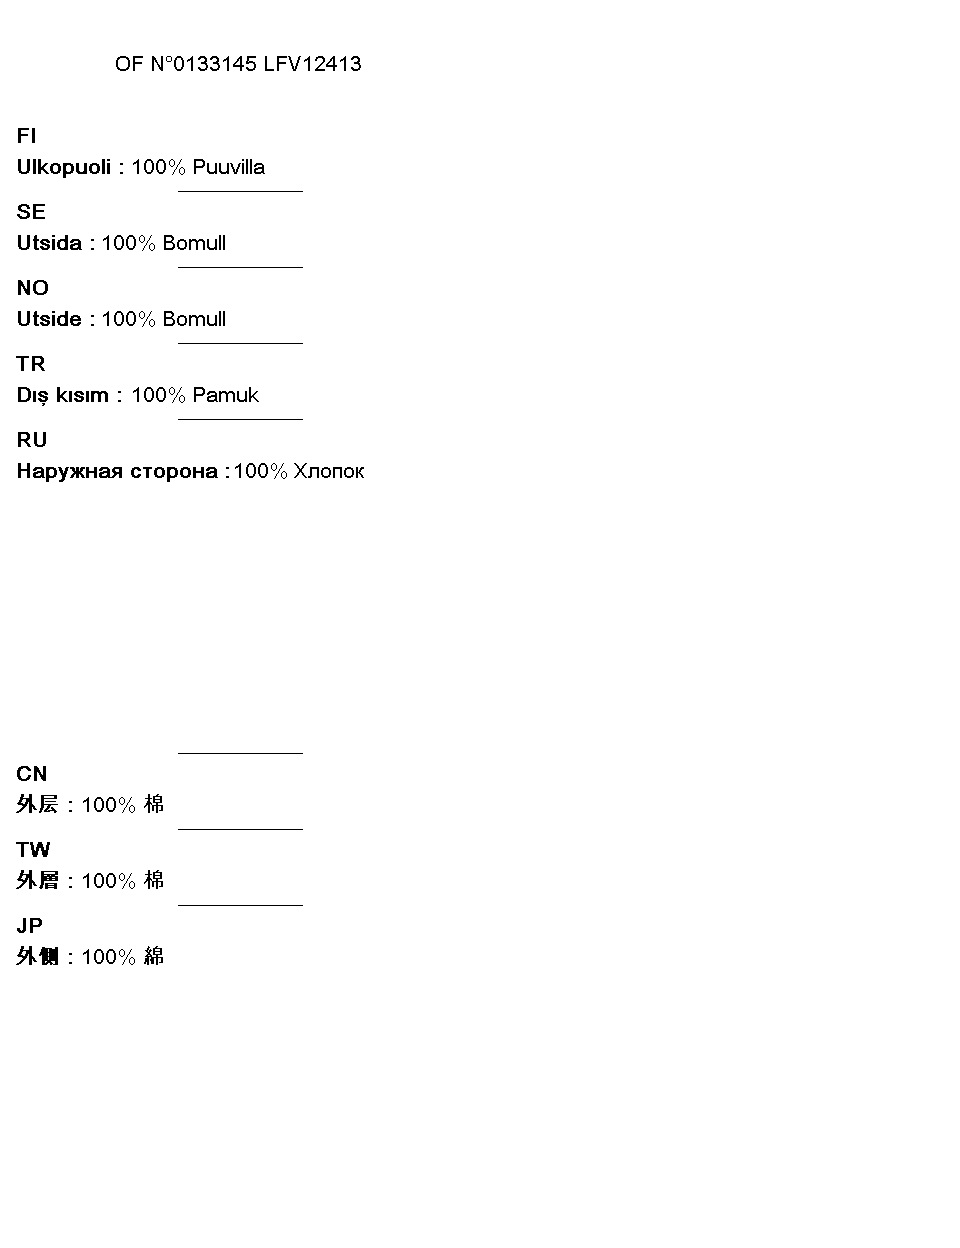 OF N°0133145 LFV12413
FI
Ulkopuoli : 100% Puuvilla
SE
Utsida : 100% Bomull
NO
Utside : 100% Bomull
TR
Dış kısım : 100% Pamuk
RU
Наружная сторона : 100% Хлопок
CN
外层 : 100% 棉
TW
外層 : 100% 棉
JP
外側 : 100% 綿